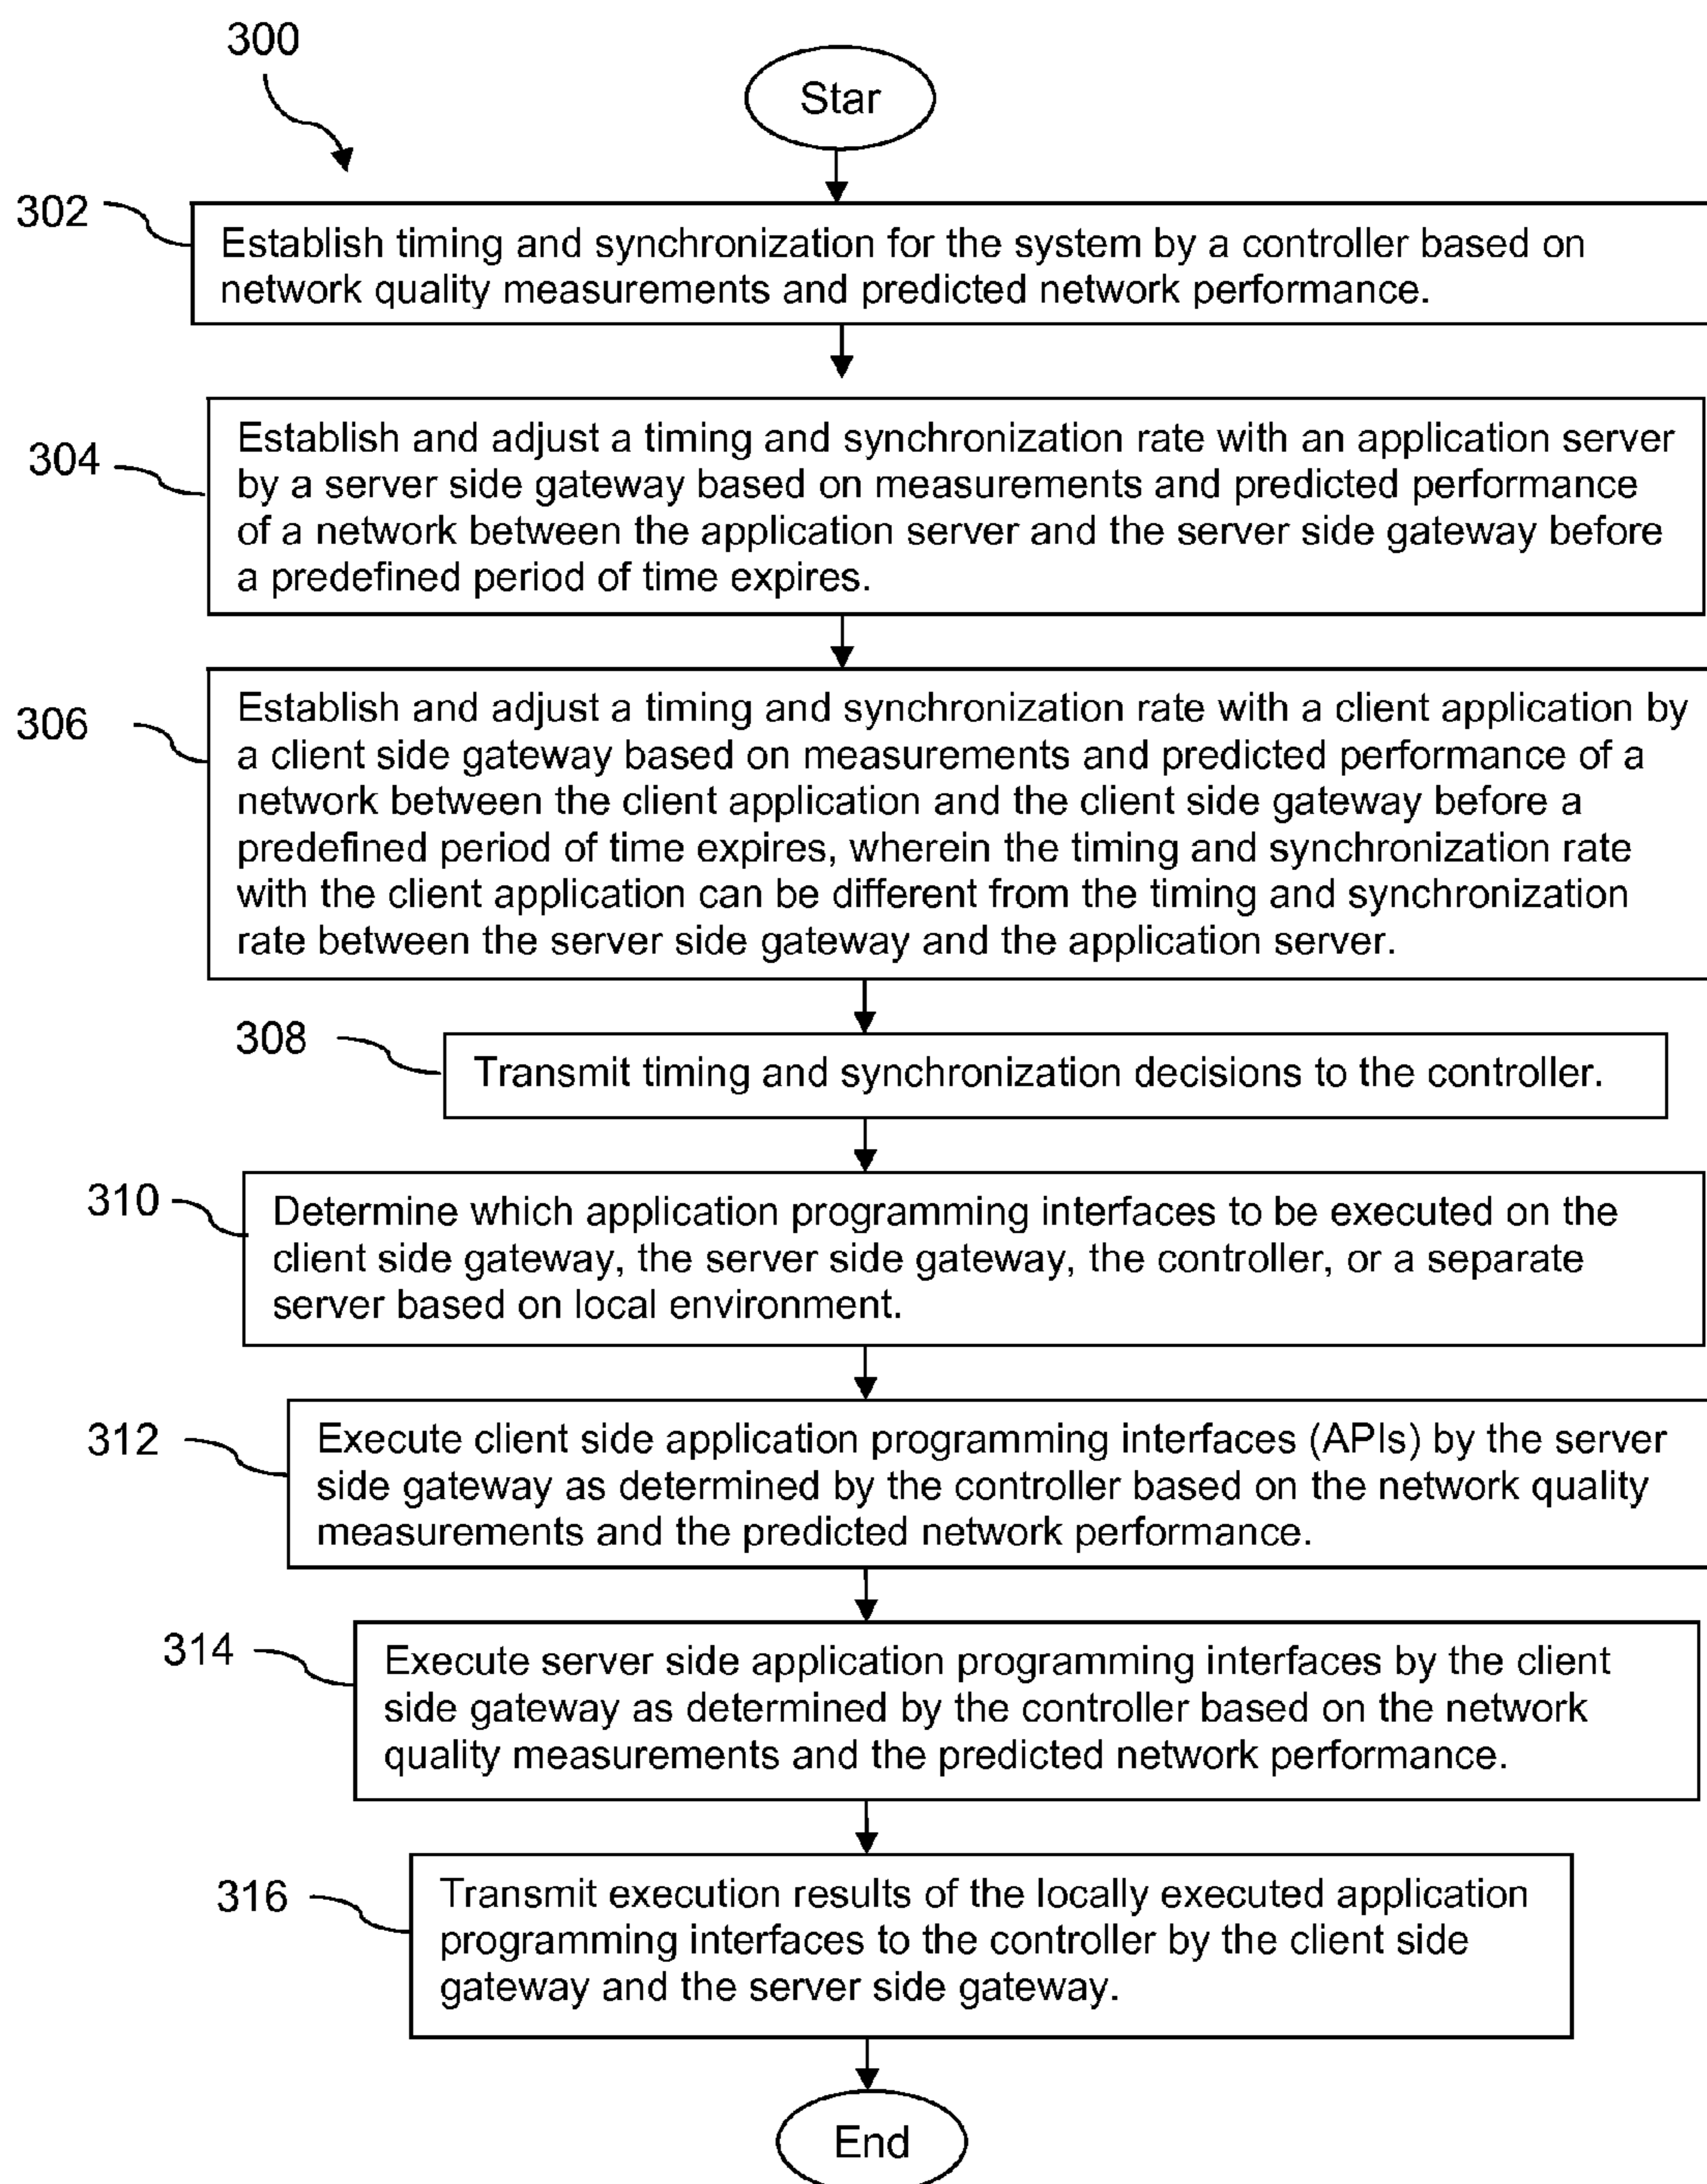 300
Star
302
Establish timing and synchronization for the system by a controller based on
network quality measurements and predicted network performance.
304
Establish and adjust a timing and synchronization rate with an application server
by a server side gateway based on measurements and predicted performance
of a network between the application server and the server side gateway before
a predefined period of time expires.
306
Establish and adjust a timing and synchronization rate with a client application by
a client side gateway based on measurements and predicted performance of a
network between the client application and the client side gateway before a
predefined period of time expires, wherein the timing and synchronization rate
with the client application can be different from the timing and synchronization
rate between the server side gateway and the application server.
308
Transmit timing and synchronization decisions to the controller.
310
Determine which application programming interfaces to be executed on the
client side gateway, the server side gateway, the controller, or a separate
server based on local environment.
312
Execute client side application programming interfaces (APIs) by the server
side gateway as determined by the controller based on the network quality
measurements and the predicted network performance.
314
Execute server side application programming interfaces by the client
side gateway as determined by the controller based on the network
quality measurements and the predicted network performance.
316
Transmit execution results of the locally executed application
programming interfaces to the controller by the client side
gateway and the server side gateway.
End